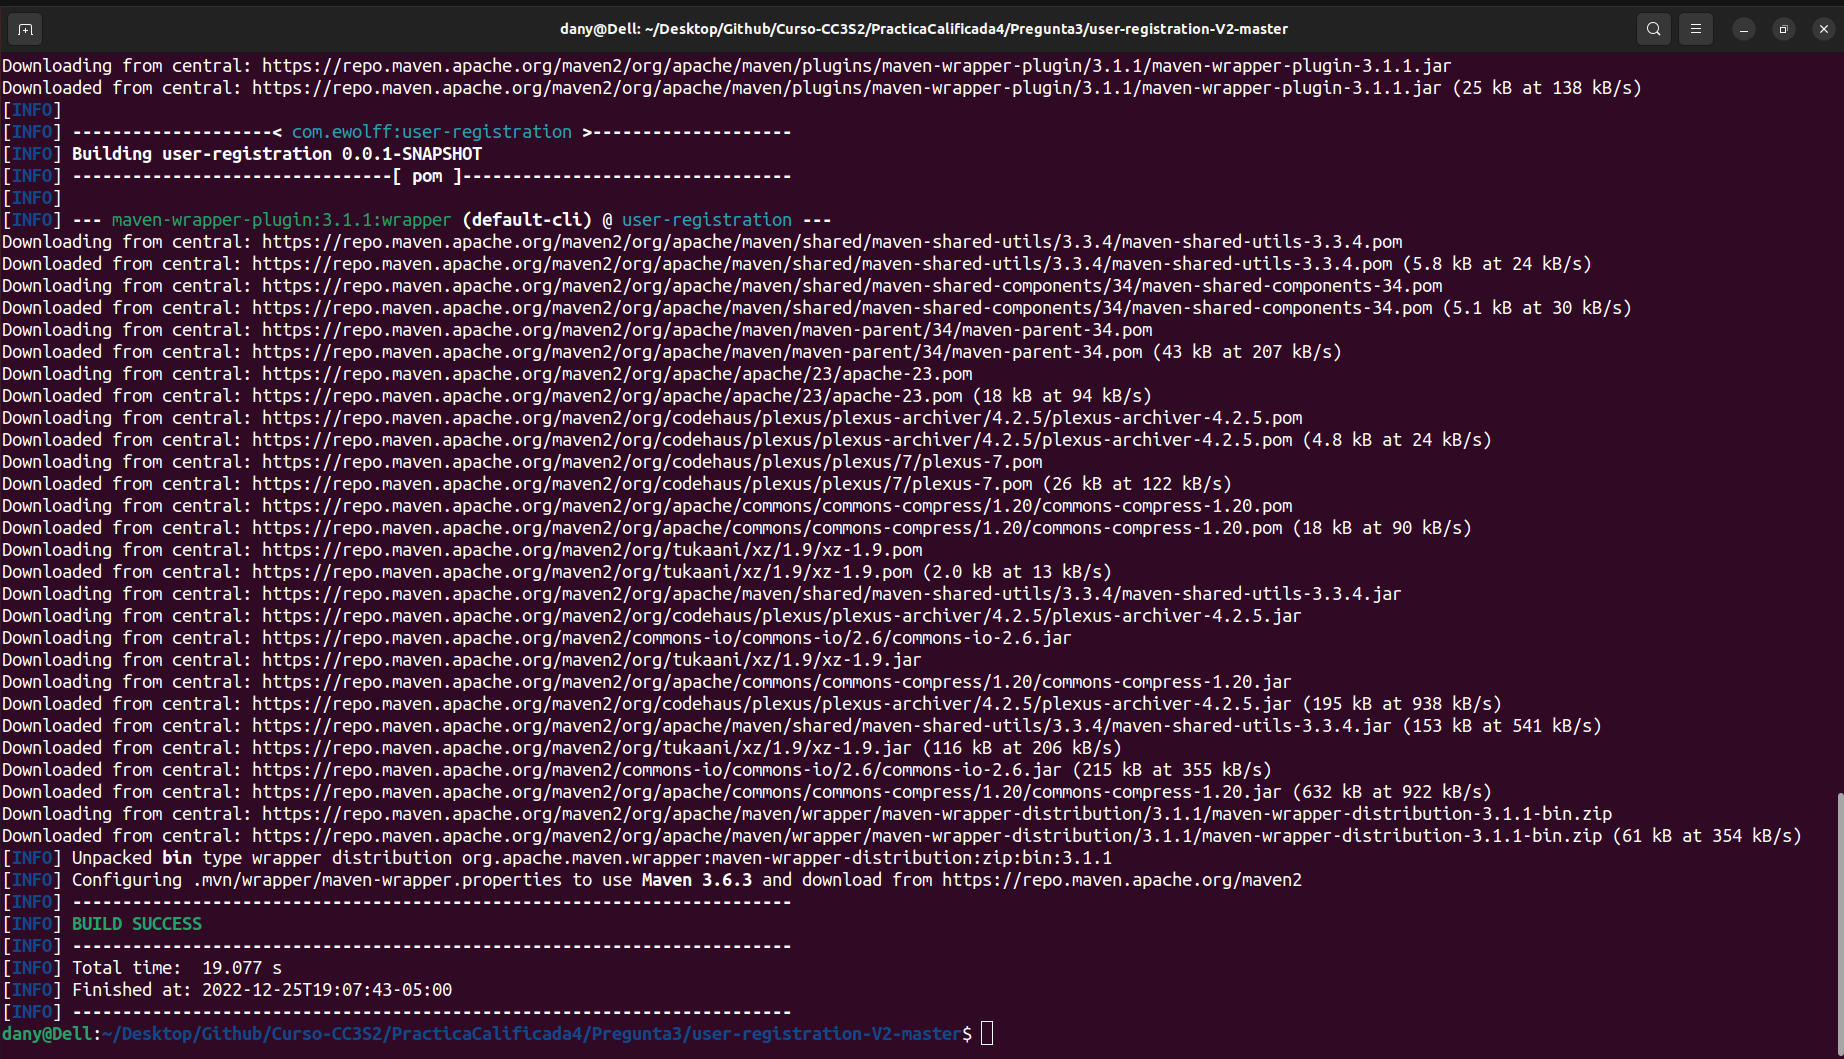 dany@Dell: ~/Desktop/Github/Curso-CC3S2/PracticaCalificada4/Pregunta3/user-registration-V2-master
Downloading from central: https://repo.maven.apache.org/maven2/org/apache/maven/plugins/maven-wrapper-plugin/3.1.1/maven-wrapper-plugin-3.1.1.jar
Downloaded from central: https://repo.maven.apache.org/maven2/org/apache/maven/plugins/maven-wrapper-plugin/3.1.1/maven-wrapper-plugin-3.1.1.jar (25 kB at 138 kB/s)
[INFO]
[INFO] --------------------< com.ewolff:user-registration >--------------------
[INFO] Building user-registration 0.0.1-SNAPSHOT
[INFO] --------------------------------[ pom ]---------------------------------
[INFO]
[INFO] --- maven-wrapper-plugin:3.1.1:wrapper (default-cli) @ user-registration ---
Downloading from central: https://repo.maven.apache.org/maven2/org/apache/maven/shared/maven-shared-utils/3.3.4/maven-shared-utils-3.3.4.pom
Downloaded from central: https://repo.maven.apache.org/maven2/org/apache/maven/shared/maven-shared-utils/3.3.4/maven-shared-utils-3.3.4.pom (5.8 kB at 24 kB/s)
Downloading from central: https://repo.maven.apache.org/maven2/org/apache/maven/shared/maven-shared-components/34/maven-shared-components-34.pom
Downloaded from central: https://repo.maven.apache.org/maven2/org/apache/maven/shared/maven-shared-components/34/maven-shared-components-34.pom (5.1 kB at 30 kB/s)
Downloading from central: https://repo.maven.apache.org/maven2/org/apache/maven/maven-parent/34/maven-parent-34.pom
Downloaded from central: https://repo.maven.apache.org/maven2/org/apache/maven/maven-parent/34/maven-parent-34.pom (43 kB at 207 kB/s)
Downloading from central: https://repo.maven.apache.org/maven2/org/apache/apache/23/apache-23.pom
Downloaded from central: https://repo.maven.apache.org/maven2/org/apache/apache/23/apache-23.pom (18 kB at 94 kB/s)
Downloading from central: https://repo.maven.apache.org/maven2/org/codehaus/plexus/plexus-archiver/4.2.5/plexus-archiver-4.2.5.pom
Downloaded from central: https://repo.maven.apache.org/maven2/org/codehaus/plexus/plexus-archiver/4.2.5/plexus-archiver-4.2.5.pom (4.8 kB at 24 kB/s)
Downloading from central: https://repo.maven.apache.org/maven2/org/codehaus/plexus/plexus/7/plexus-7.pom
Downloaded from central: https://repo.maven.apache.org/maven2/org/codehaus/plexus/plexus/7/plexus-7.pom (26 kB at 122 kB/s)
Downloading from central: https://repo.maven.apache.org/maven2/org/apache/commons/commons-compress/1.20/commons-compress-1.20.pom
Downloaded from central: https://repo.maven.apache.org/maven2/org/apache/commons/commons-compress/1.20/commons-compress-1.20.pom (18 kB at 90 kB/s)
Downloading from central: https://repo.maven.apache.org/maven2/org/tukaani/xz/1.9/xz-1.9.pom
Downloaded from central: https://repo.maven.apache.org/maven2/org/tukaani/xz/1.9/xz-1.9.pom (2.0 kB at 13 kB/s)
Downloading from central: https://repo.maven.apache.org/maven2/org/apache/maven/shared/maven-shared-utils/3.3.4/maven-shared-utils-3.3.4.jar
Downloading from central: https://repo.maven.apache.org/maven2/org/codehaus/plexus/plexus-archiver/4.2.5/plexus-archiver-4.2.5.jar
Downloading from central: https://repo.maven.apache.org/maven2/commons-io/commons-io/2.6/commons-io-2.6.jar
Downloading from central: https://repo.maven.apache.org/maven2/org/tukaani/xz/1.9/xz-1.9.jar
Downloading from central: https://repo.maven.apache.org/maven2/org/apache/commons/commons-compress/1.20/commons-compress-1.20.jar
Downloaded from central: https://repo.maven.apache.org/maven2/org/codehaus/plexus/plexus-archiver/4.2.5/plexus-archiver-4.2.5.jar (195 kB at 938 kB/s)
Downloaded from central: https://repo.maven.apache.org/maven2/org/apache/maven/shared/maven-shared-utils/3.3.4/maven-shared-utils-3.3.4.jar (153 kB at 541 kB/s)
Downloaded from central: https://repo.maven.apache.org/maven2/org/tukaani/xz/1.9/xz-1.9.jar (116 kB at 206 kB/s)
Downloaded from central: https://repo.maven.apache.org/maven2/commons-io/commons-io/2.6/commons-io-2.6.jar (215 kB at 355 kB/s)
Downloaded from central: https://repo.maven.apache.org/maven2/org/apache/commons/commons-compress/1.20/commons-compress-1.20.jar (632 kB at 922 kB/s)
Downloading from central: https://repo.maven.apache.org/maven2/org/apache/maven/wrapper/maven-wrapper-distribution/3.1.1/maven-wrapper-distribution-3.1.1-bin.zip
Downloaded from central: https://repo.maven.apache.org/maven2/org/apache/maven/wrapper/maven-wrapper-distribution/3.1.1/maven-wrapper-distribution-3.1.1-bin.zip (61 kB at 354 kB/s)
[INFO] Unpacked bin type wrapper distribution org.apache.maven.wrapper:maven-wrapper-distribution:zip:bin:3.1.1
[INFO] Configuring .mvn/wrapper/maven-wrapper.properties to use Maven 3.6.3 and download from https://repo.maven.apache.org/maven2
[INFO] ------------------------------------------------------------------------
[INFO] BUILD SUCCESS
[INFO] ------------------------------------------------------------------------
[INFO] Total time:  19.077 s
[INFO] Finished at: 2022-12-25T19:07:43-05:00
[INFO] ------------------------------------------------------------------------
dany@Dell:~/Desktop/Github/Curso-CC3S2/PracticaCalificada4/Pregunta3/user-registration-V2-master$